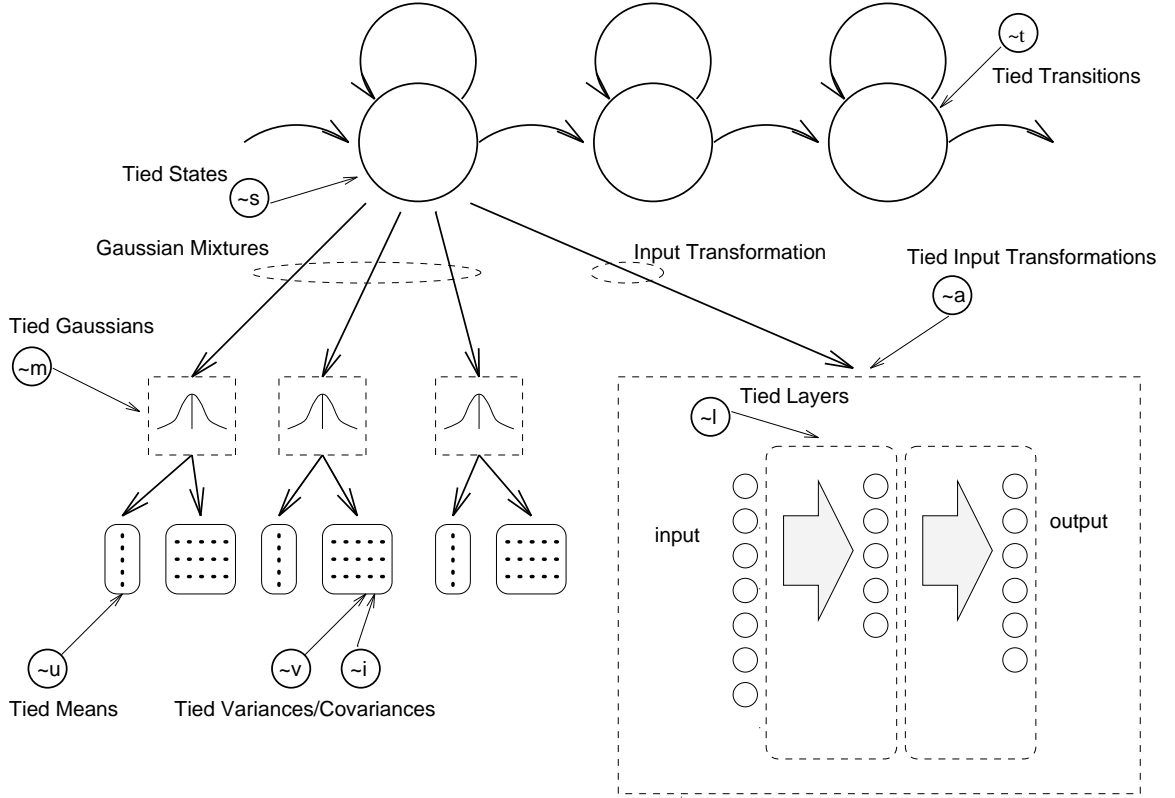 ~t
Tied Transitions
Tied States
~s
Gaussian Mixtures
Input Transformation
Tied Input Transformations
~a
Tied Gaussians
~m
Tied Layers
~l
input
output
~u
~v
~i
Tied Means
Tied Variances/Covariances